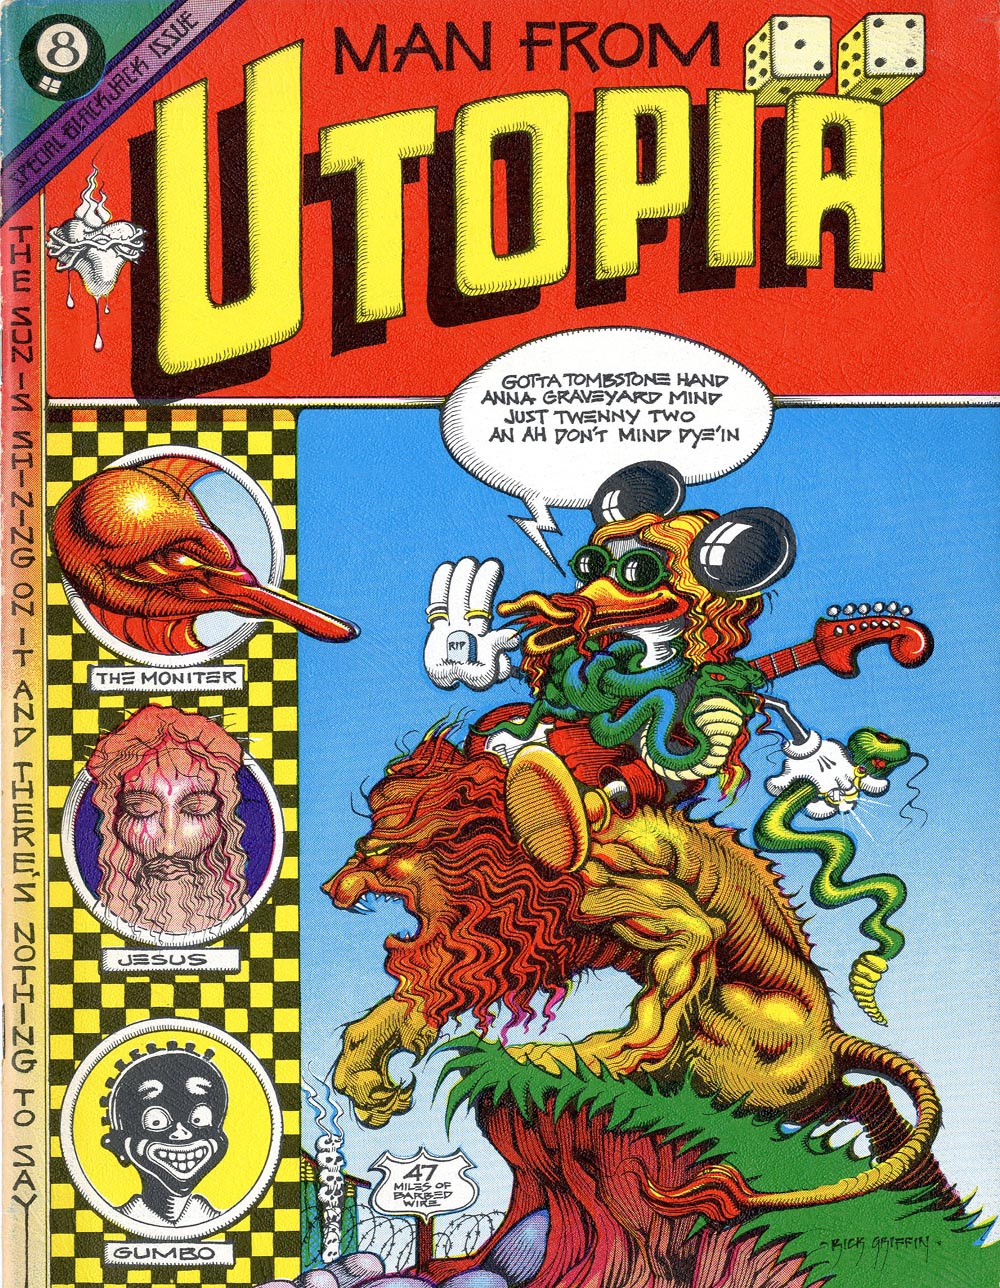 8
SPECIAL BLACKJACK ISSUE
MAN FROM
UTOPIA
THE SUN IS SHINING ON IT AND THERE'S NOTHING TO SAY
GOTTA TOMBSTONE HAND
ANNA GRAVEYARD MIND
JUST TWENNY TWO
AN AH DON'T MIND DYE'IN
RIP
THE MONITER
JESUS
GUMBO
47
MILES OF
BARBED
WIRE
-RICK GRIFFIN-